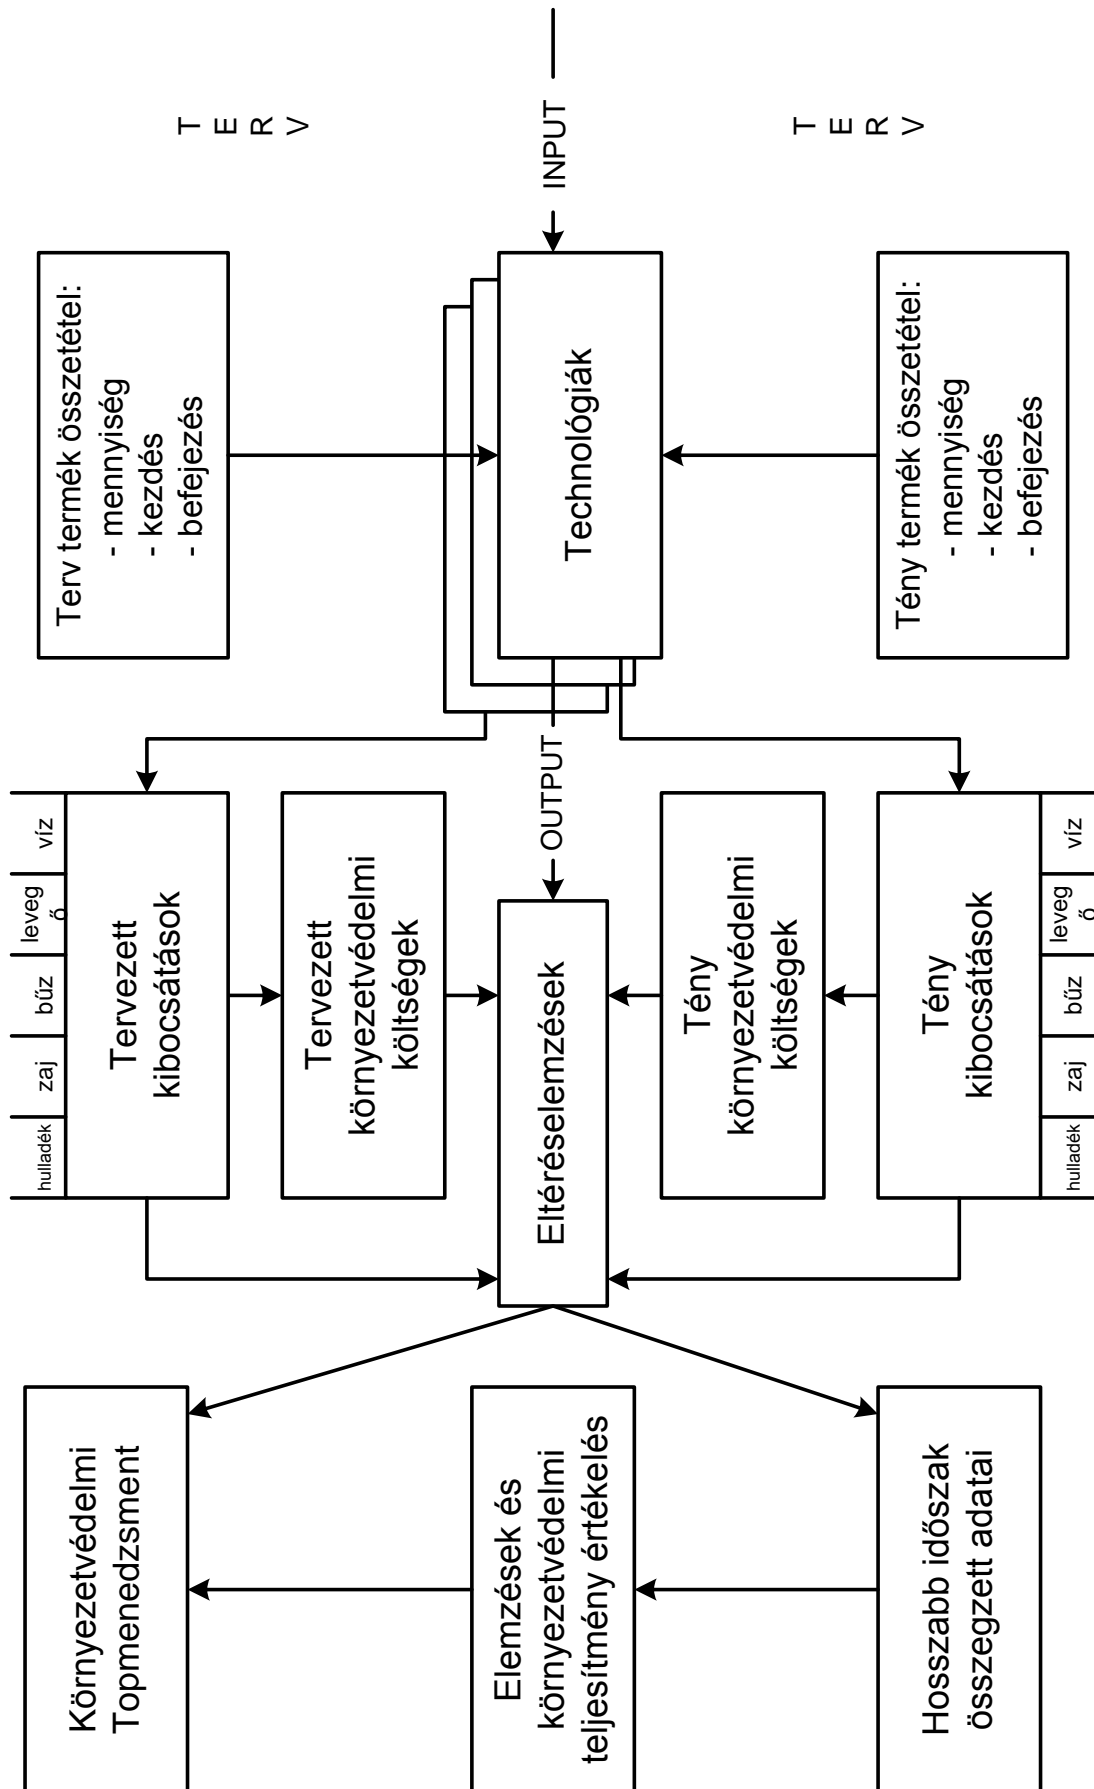 Környezetvédelmi
Topmenedzsment
hulladék
zaj
bűz
leveg
ő
víz
Tervezett
kibocsátások
Terv termék összetétel:
- mennyiség
- kezdés
- befejezés
T
E
R
V
Tervezett
környezetvédelmi
költségek
Elemzések és
környezetvédelmi
teljesítmény értékelés
Eltéréselemzések
OUTPUT
Technológiák
INPUT
Tény
környezetvédelmi
költségek
Hosszabb időszak
összegzett adatai
Tény
kibocsátások
hulladék
zaj
bűz
leveg
ő
víz
Tény termék összetétel:
- mennyiség
- kezdés
- befejezés
T
E
R
V